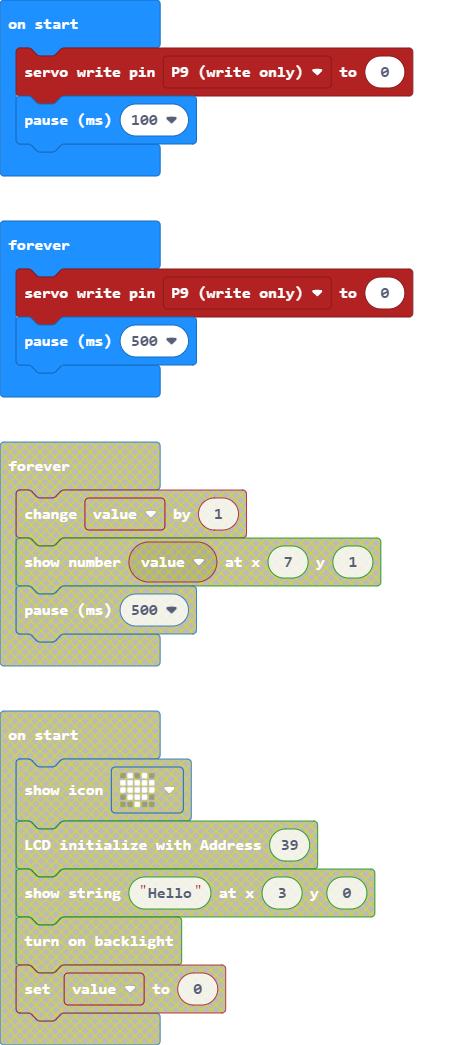 on start
servo write pin P9 (write only) to 0
pause (ms) 100
forever
servo write pin P9 (write only) to 0
pause (ms) 500
forever
change value by 1
show number value at x 7 y 1
pause (ms) 500
on start
show icon
LCD initialize with Address 39
show string "Hello" at x 3 y 0
turn on backlight
set value to 0